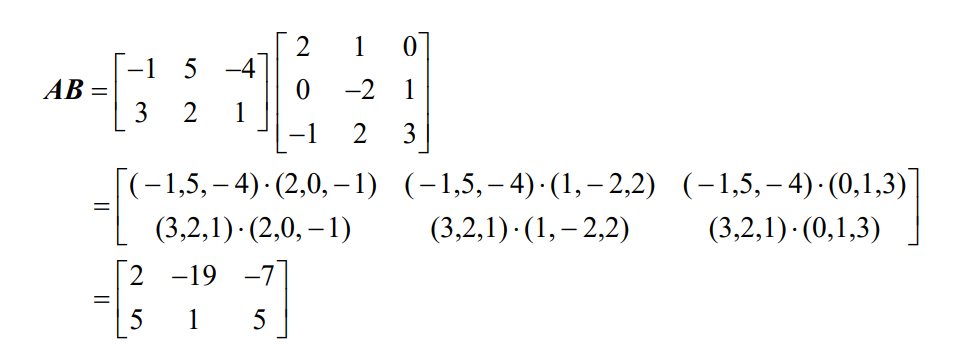 AB = [−1 5 −4; 3 2 1] [2 1 0; 0 −2 1; −1 2 3]
= [(−1,5,−4)·(2,0,−1) (−1,5,−4)·(1,−2,2) (−1,5,−4)·(0,1,3); (3,2,1)·(2,0,−1) (3,2,1)·(1,−2,2) (3,2,1)·(0,1,3)]
= [2 −19 −7; 5 1 5]